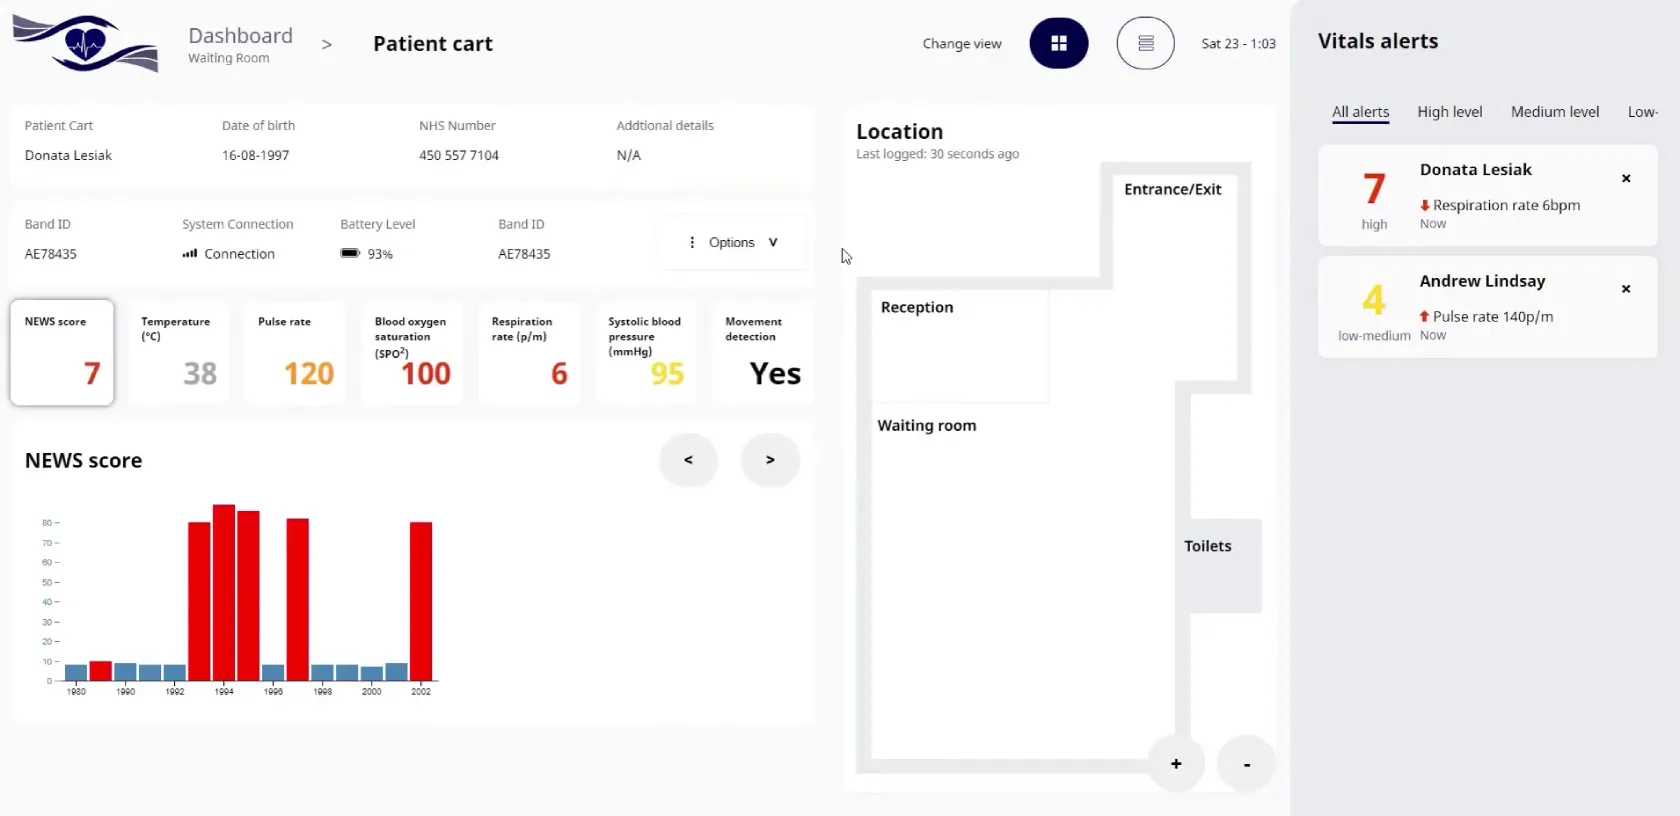 Dashboard
Waiting Room
>
Patient cart
Change view
Sat 23 - 1:03
Patient Cart
Date of birth
NHS Number
Addtional details
Donata Lesiak
16-08-1997
450 557 7104
N/A
Band ID
System Connection
Battery Level
Band ID
AE78435
Connection
93%
AE78435
Options
NEWS score
7
Temperature
(°C)
38
Pulse rate
120
Blood oxygen
saturation
(SPO²)
100
Respiration
rate (p/m)
6
Systolic blood
pressure
(mmHg)
95
Movement
detection
Yes
NEWS score
<
>
80
70
60
50
40
30
20
10
0
1980
1990
1992
1994
1996
1998
2000
2002
Location
Last logged: 30 seconds ago
Entrance/Exit
Reception
Waiting room
Toilets
+
-
Vitals alerts
All alerts
High level
Medium level
Low-
7
high
Donata Lesiak
Respiration rate 6bpm
Now
×
4
low-medium
Andrew Lindsay
Pulse rate 140p/m
Now
×